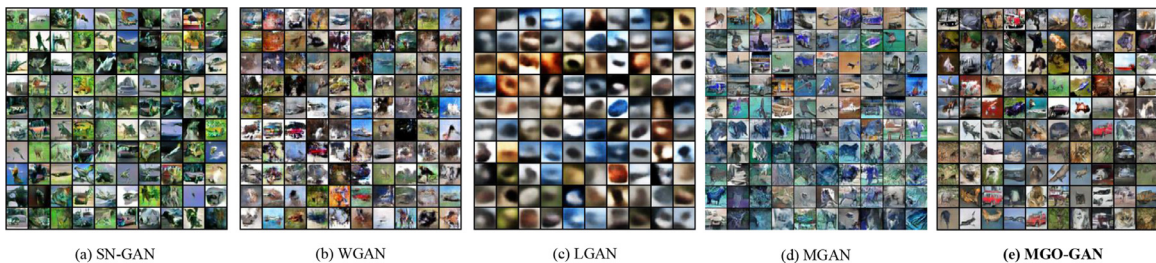 (a) SN-GAN
(b) WGAN
(c) LGAN
(d) MGAN
(e) MGO-GAN